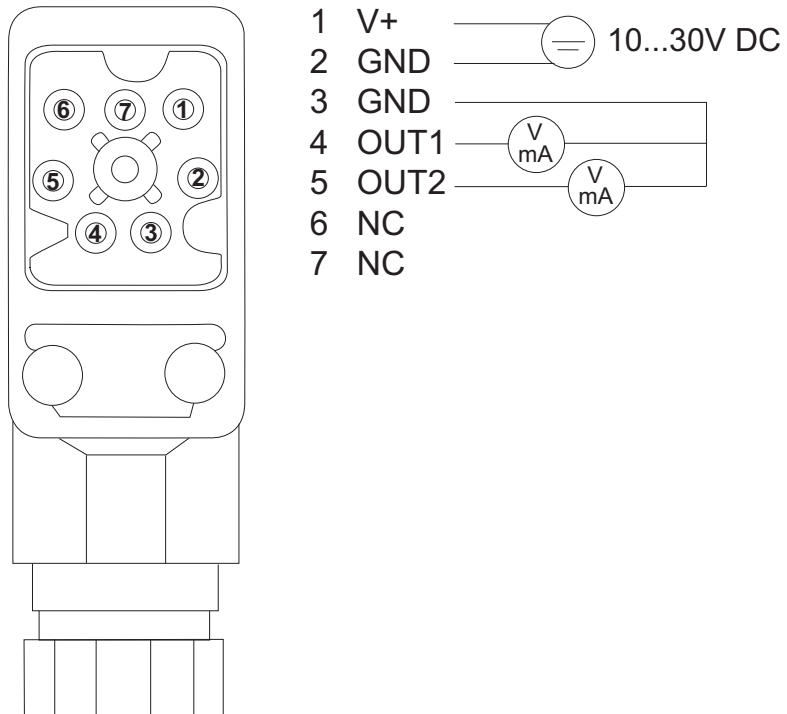 6 7 1
5 2
4 3
1 V+
2 GND
3 GND
4 OUT1
5 OUT2
6 NC
7 NC
10...30V DC
V
mA
V
mA